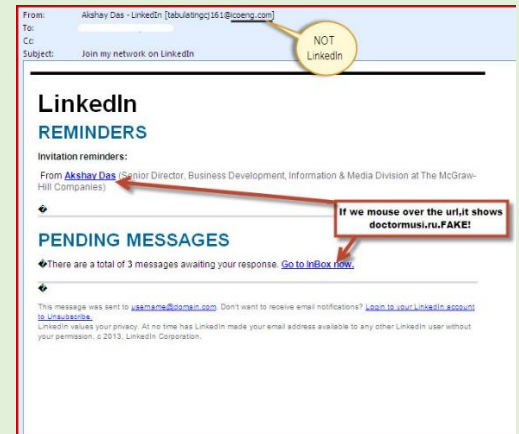 From: Akshay Das - LinkedIn [tabulatingcj161@icoeng.com]
To:
Cc:
Subject: Join my network on LinkedIn
NOT
LinkedIn
LinkedIn
REMINDERS
Invitation reminders:
From Akshay Das (Senior Director, Business Development, Information & Media Division at The McGraw-
Hill Companies)
If we mouse over the url,it shows
doctormusi.ru.FAKE!
PENDING MESSAGES
There are a total of 3 messages awaiting your response. Go to InBox now.
This message was sent to username@domain.com. Don't want to receive email notifications? Login to your LinkedIn account
to Unsubscribe.
LinkedIn values your privacy. At no time has LinkedIn made your email address available to any other LinkedIn user without
your permission. c 2013, LinkedIn Corporation.